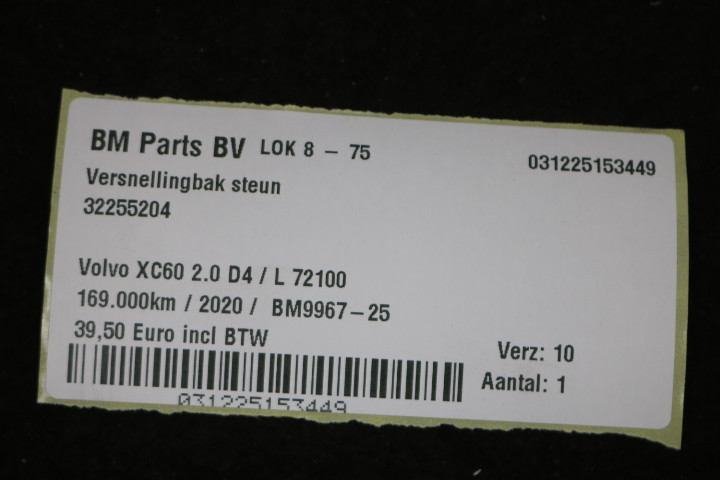 BM Parts BV LOK 8 - 75
031225153449
Versnellingbak steun
32255204
Volvo XC60 2.0 D4 / L 72100
169.000km / 2020 / BM9967-25
39,50 Euro incl BTW
Verz: 10
Aantal: 1
031225153449